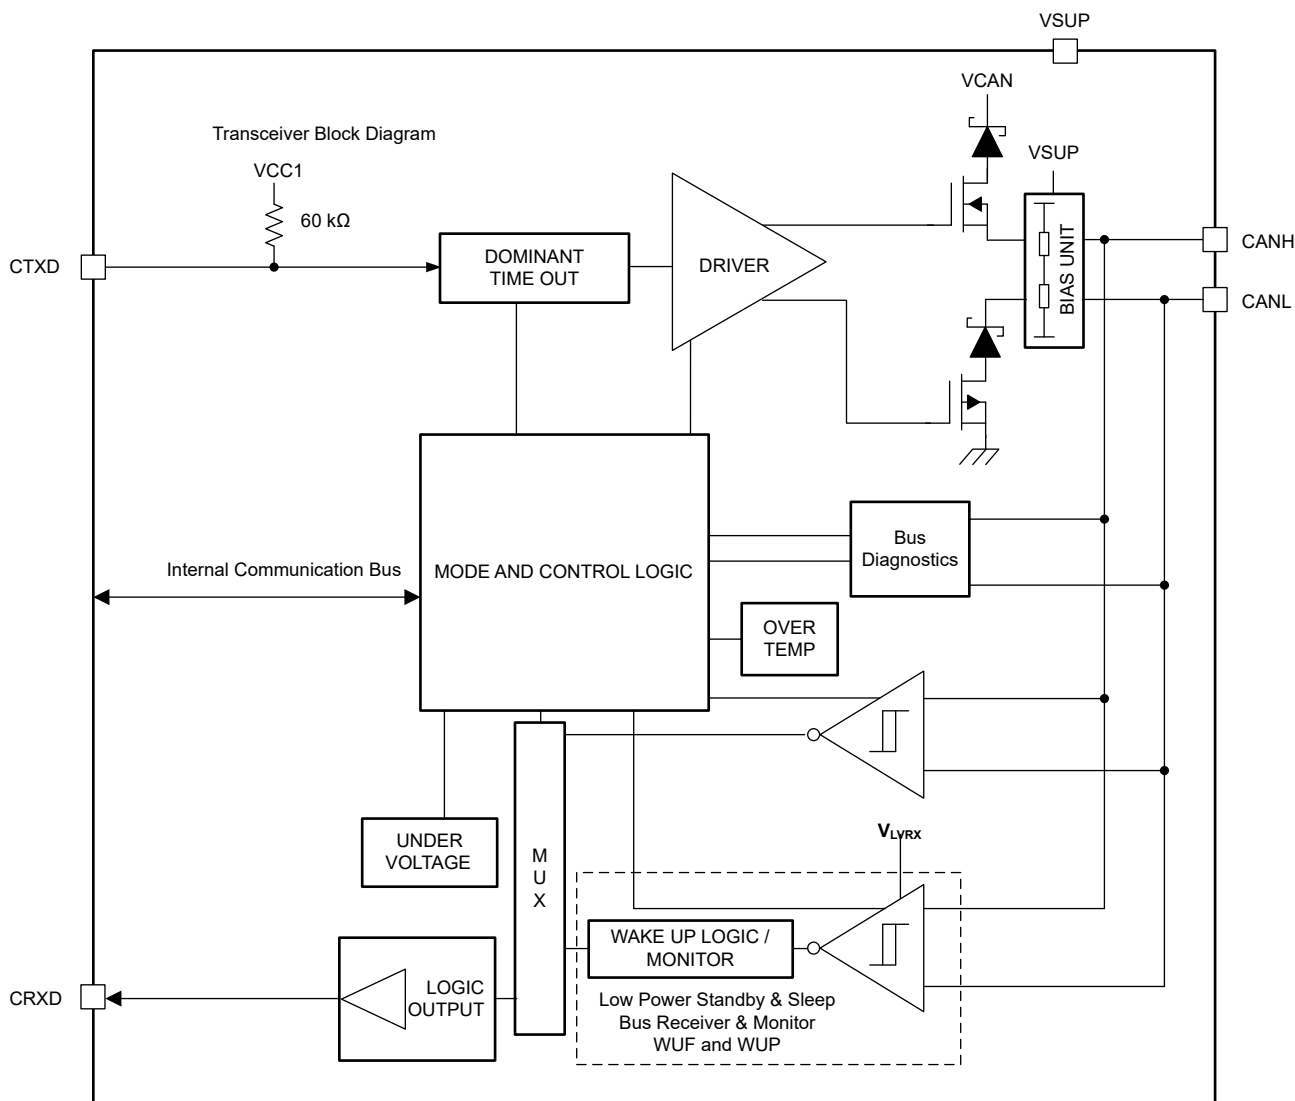 VSUP
VCAN
Transceiver Block Diagram
VCC1
VSUP
60 kΩ
CTXD
DOMINANT
TIME OUT
DRIVER
BIAS UNIT
CANH
CANL
Internal Communication Bus
MODE AND CONTROL LOGIC
Bus
Diagnostics
OVER
TEMP
UNDER
VOLTAGE
M
U
X
VLVRX
WAKE UP LOGIC /
MONITOR
Low Power Standby & Sleep
Bus Receiver & Monitor
WUF and WUP
CRXD
LOGIC
OUTPUT